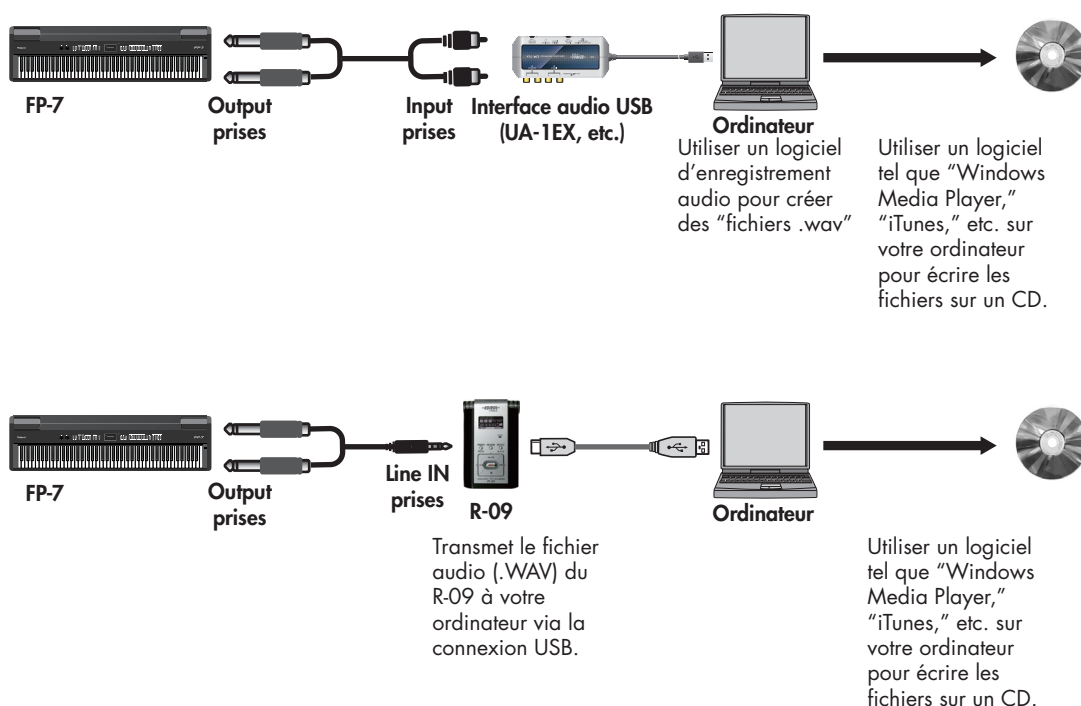 FP-7
Output
prises
Input
prises
Interface audio USB
(UA-1EX, etc.)
Ordinateur
Utiliser un logiciel
d’enregistrement
audio pour créer
des “fichiers .wav”
Utiliser un logiciel
tel que “Windows
Media Player,”
“iTunes,” etc. sur
votre ordinateur
pour écrire les
fichiers sur un CD.
FP-7
Output
prises
Line IN
prises
R-09
Transmet le fichier
audio (.WAV) du
R-09 à votre
ordinateur via la
connexion USB.
Ordinateur
Utiliser un logiciel
tel que “Windows
Media Player,”
“iTunes,” etc. sur
votre ordinateur
pour écrire les
fichiers sur un CD.